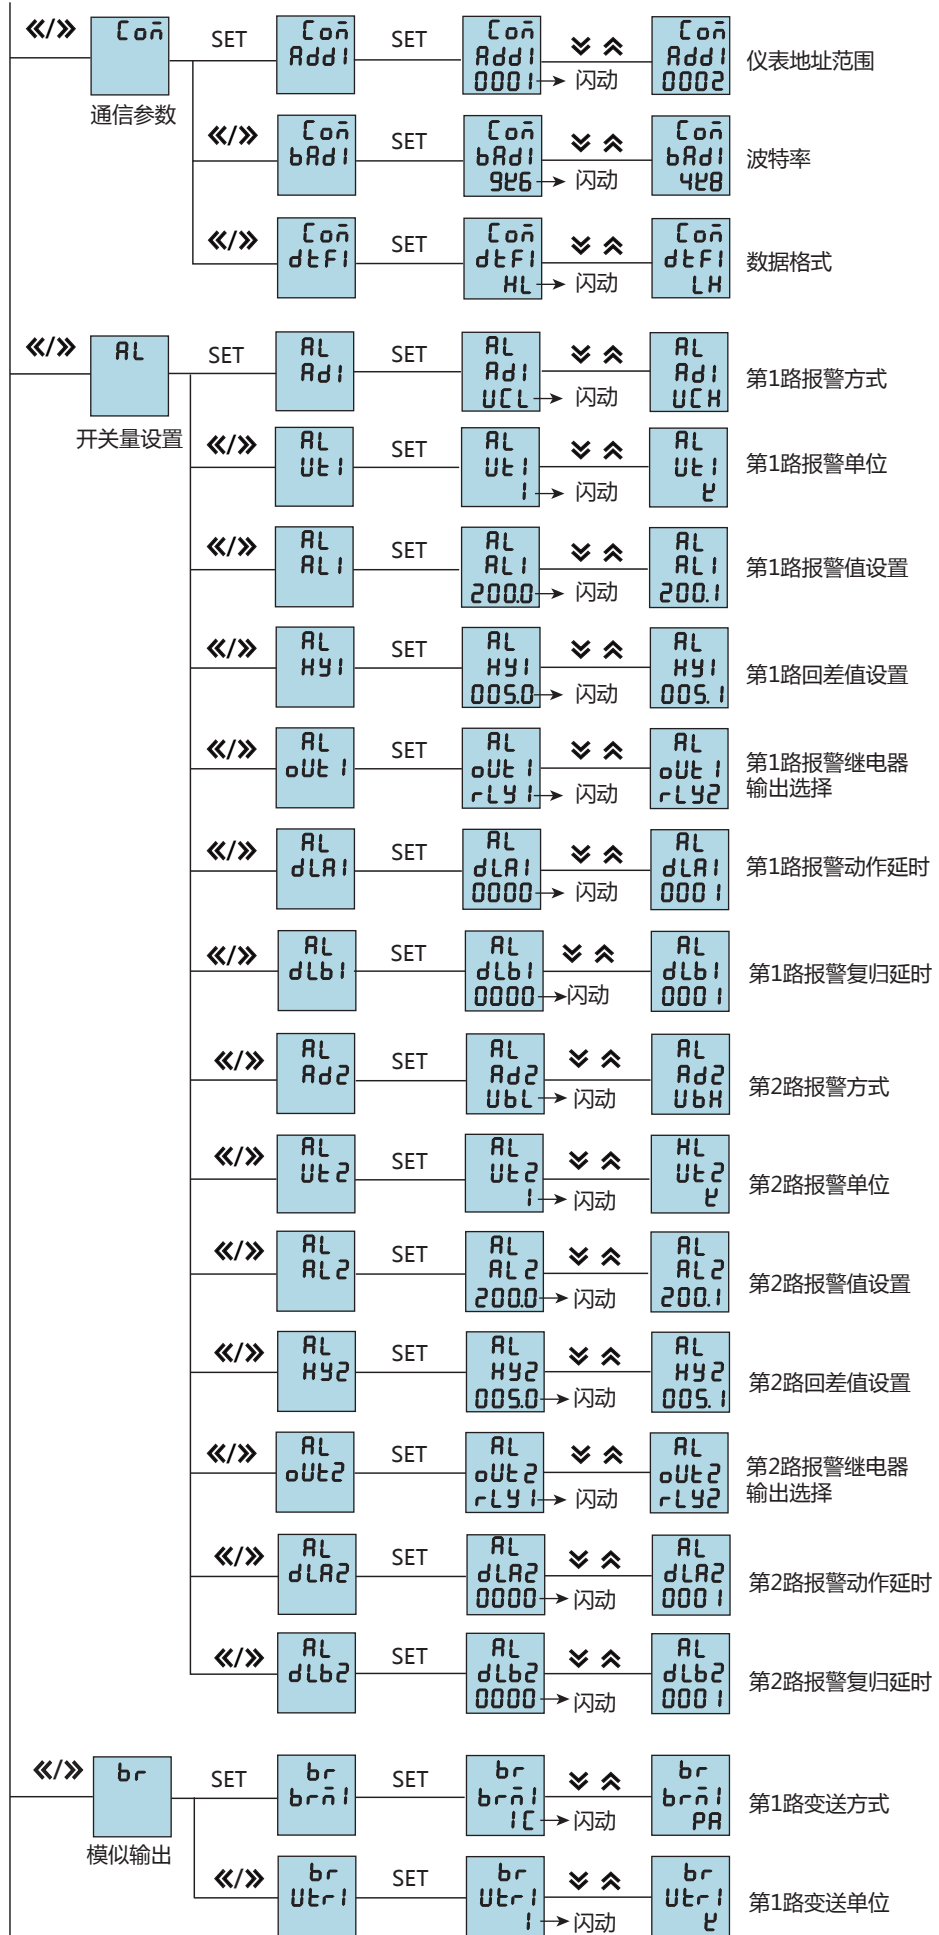 Con
SET
Con
Add1
SET
Con
Add1
0001
闪动
Con
Add1
0002
仪表地址范围
通信参数
Con
bAd1
SET
Con
bAd1
9K6
闪动
Con
bAd1
4K8
波特率
Con
dtF1
SET
Con
dtF1
HL
闪动
Con
dtF1
LH
数据格式
AL
SET
AL
Ad1
SET
AL
Ad1
UCL
闪动
AL
Ad1
UCH
第1路报警方式
开关量设置
AL
Ut1
SET
AL
Ut1
1
闪动
AL
Ut1
K
第1路报警单位
AL
AL1
SET
AL
AL1
200.0
闪动
AL
AL1
200.1
第1路报警值设置
AL
HY1
SET
AL
HY1
005.0
闪动
AL
HY1
005.1
第1路回差值设置
AL
oUt1
SET
AL
oUt1
rLY1
闪动
AL
oUt1
rLY2
第1路报警继电器
输出选择
AL
dLA1
SET
AL
dLA1
0000
闪动
AL
dLA1
0001
第1路报警动作延时
AL
dLb1
SET
AL
dLb1
0000
闪动
AL
dLb1
0001
第1路报警复归延时
AL
Ad2
SET
AL
Ad2
UbL
闪动
AL
Ad2
UbH
第2路报警方式
AL
Ut2
SET
AL
Ut2
1
闪动
HL
Ut2
K
第2路报警单位
AL
AL2
SET
AL
AL2
200.0
闪动
AL
AL2
200.1
第2路报警值设置
AL
HY2
SET
AL
HY2
005.0
闪动
AL
HY2
005.1
第2路回差值设置
AL
oUt2
SET
AL
oUt2
rLY1
闪动
AL
oUt2
rLY2
第2路报警继电器
输出选择
AL
dLA2
SET
AL
dLA2
0000
闪动
AL
dLA2
0001
第2路报警动作延时
AL
dLb2
SET
AL
dLb2
0000
闪动
AL
dLb2
0001
第2路报警复归延时
br
SET
br
brn1
SET
br
brn1
1C
闪动
br
brn1
PA
第1路变送方式
模似输出
br
Utr1
SET
br
Utr1
1
闪动
br
Utr1
K
第1路变送单位